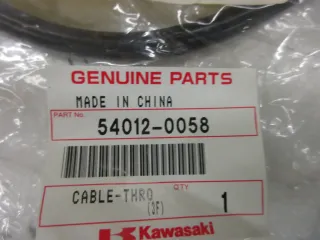 GENUINE PARTS
MADE IN CHINA
PART No. 54012-0058
CABLE-THRO QTY 1
(3F)
Kawasaki